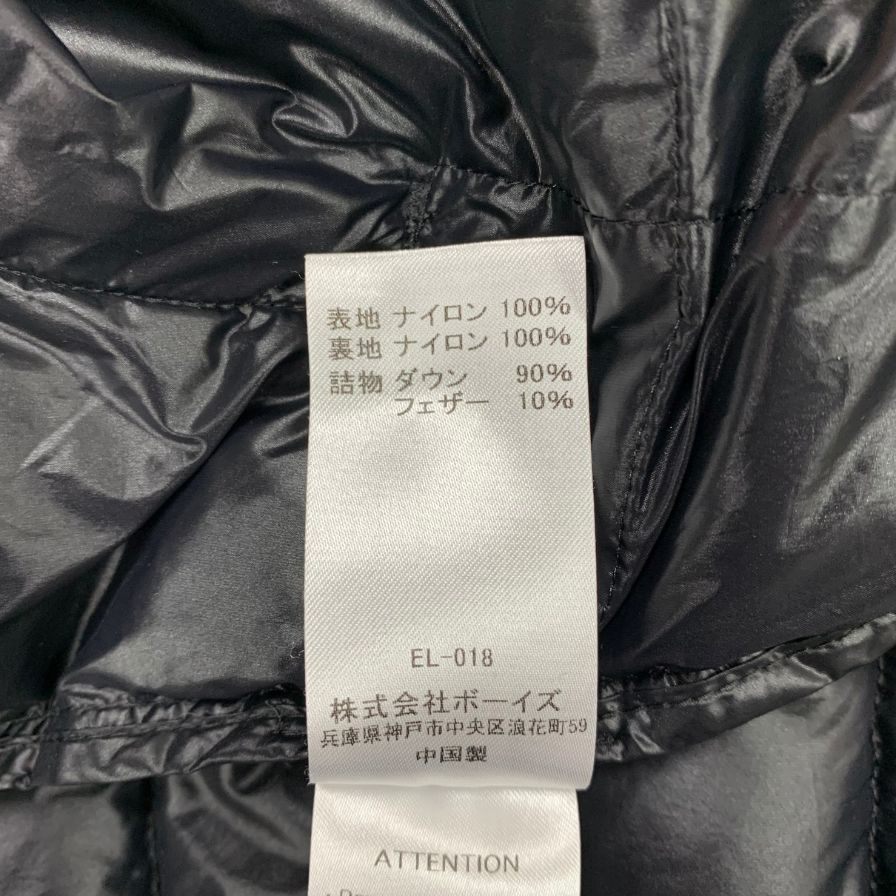 表地 ナイロン 100%
裏地 ナイロン 100%
詰物 ダウン 90%
フェザー 10%
EL-018
株式会社ボーイズ
兵庫県神戸市中央区浪花町59
中国製
ATTENTION